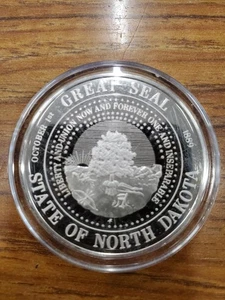 GREAT SEAL
OCTOBER 1st
1889
LIBERTY AND UNION NOW AND FOREVER ONE AND INSEPARABLE
STATE OF NORTH DAKOTA